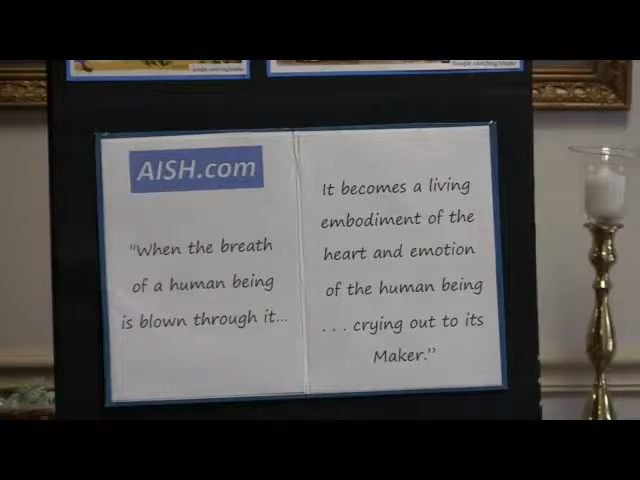 AISH.com
"When the breath
of a human being
is blown through it...
It becomes a living
embodiment of the
heart and emotion
of the human being
. . . crying out to its
Maker."